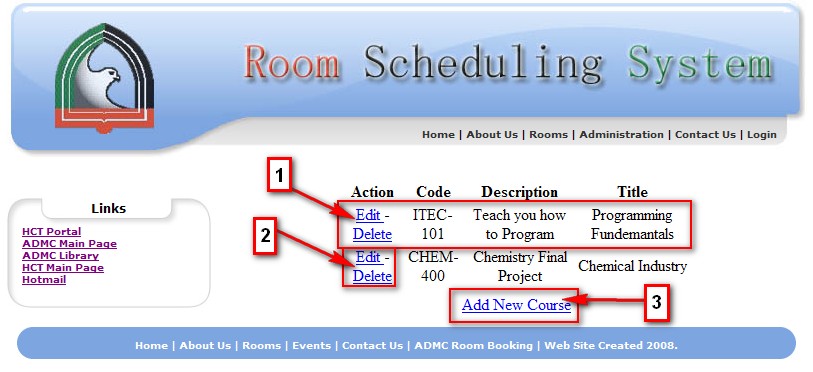 Room Scheduling System
Home | About Us | Rooms | Administration | Contact Us | Login
1
Action Code Description Title
Links
Edit - ITEC- Teach you how Programming
Delete 101 to Program Fundemantals
HCT Portal
2
ADMC Main Page
ADMC Library
Edit - CHEM- Chemistry Final
HCT Main Page
Chemical Industry
Delete 400 Project
Hotmail
Add New Course
3
Home | About Us | Rooms | Events | Contact Us | ADMC Room Booking | Web Site Created 2008.